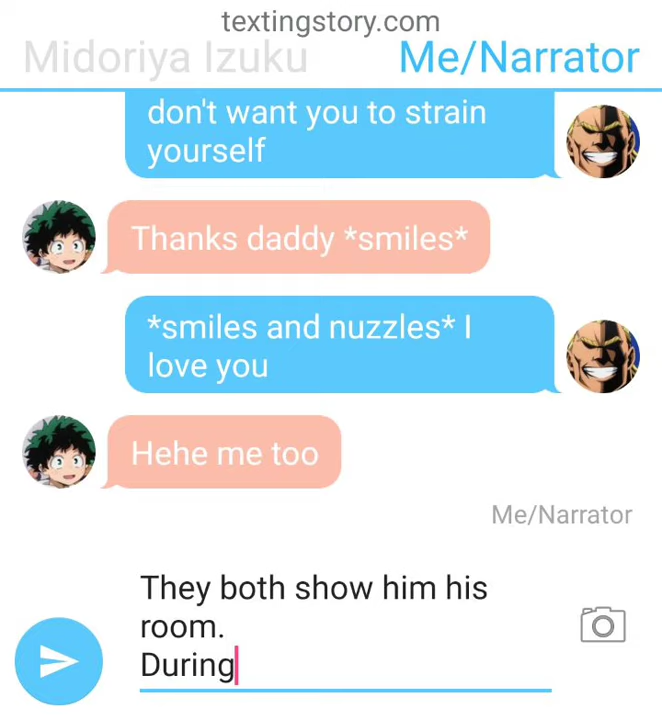 textingstory.com
Midoriya Izuku
Me/Narrator
don't want you to strain
yourself
Thanks daddy *smiles*
*smiles and nuzzles* I
love you
Hehe me too
Me/Narrator
They both show him his
room.
During